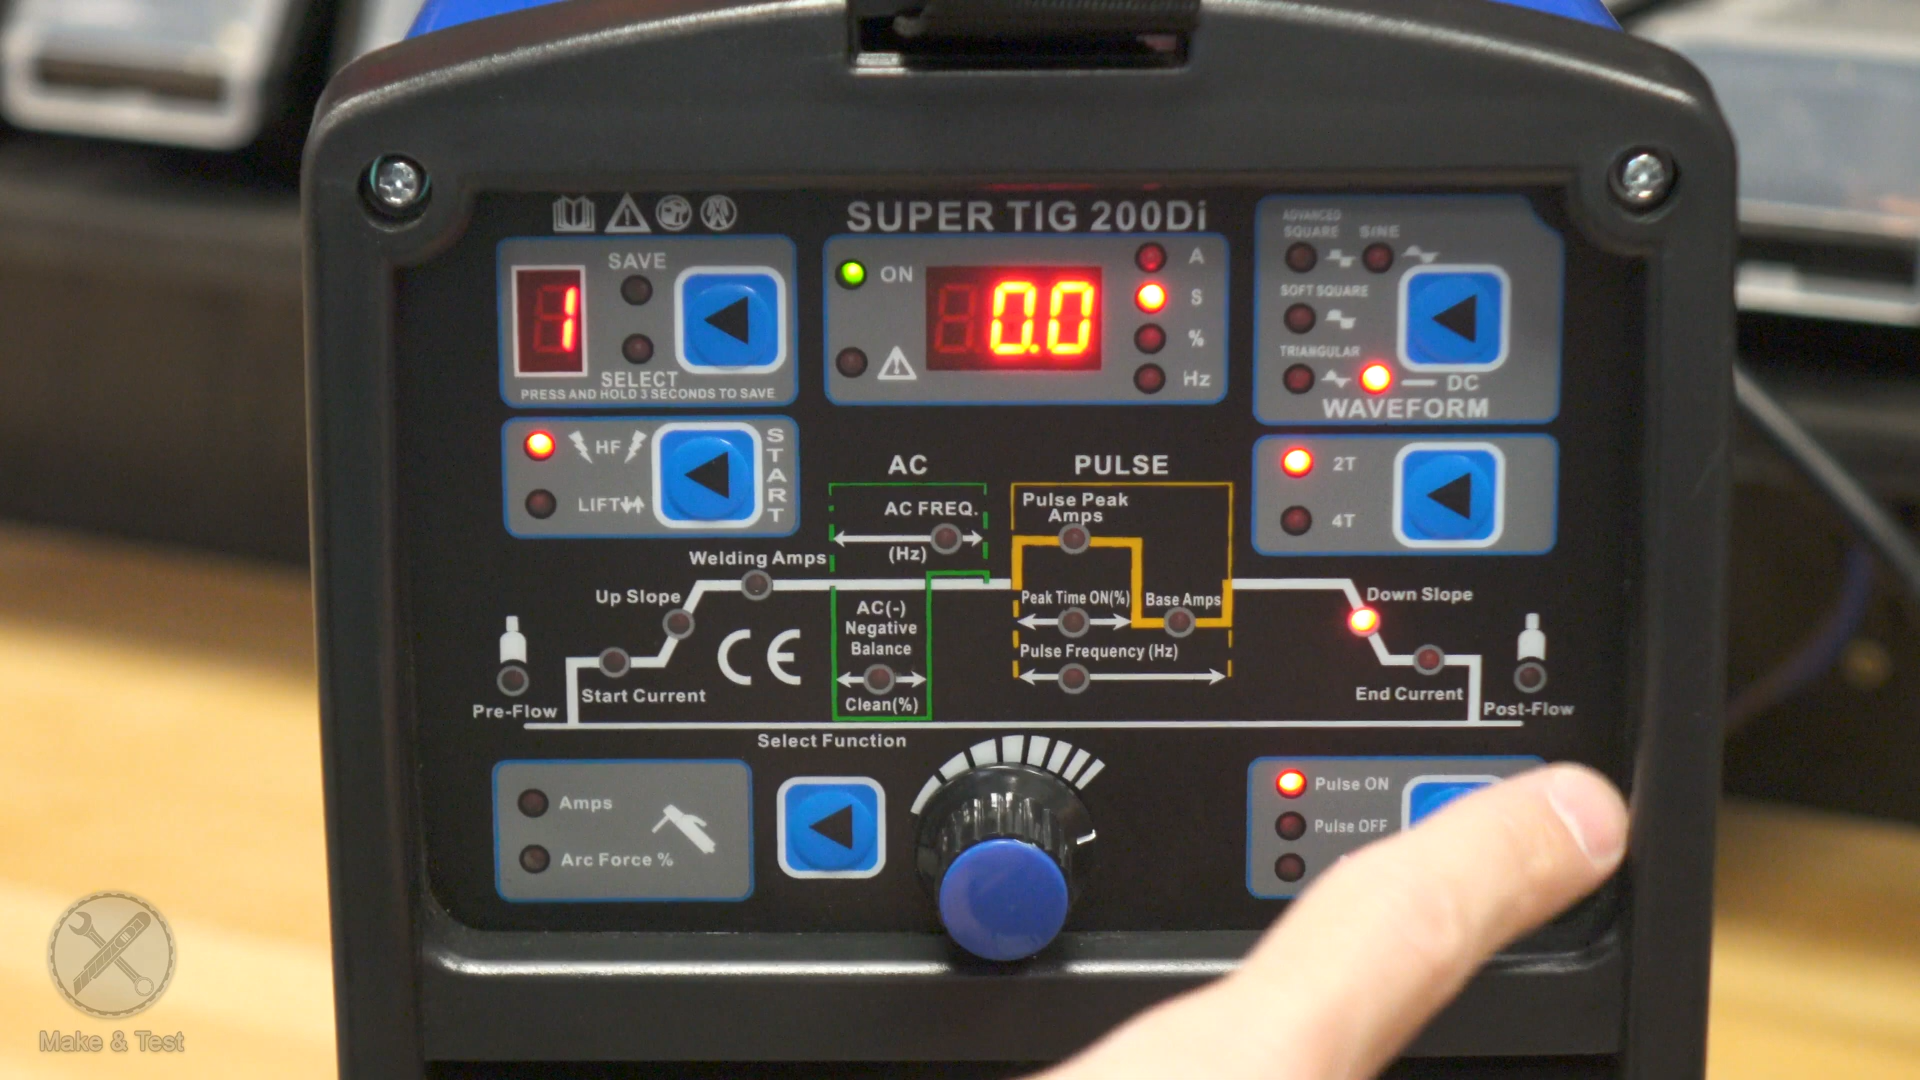 SUPER TIG 200Di
SAVE
1
SELECT
PRESS AND HOLD 3 SECONDS TO SAVE
ON
0.0
A
S
%
Hz
ADVANCED
SQUARE
SINE
SOFT SQUARE
TRIANGULAR
DC
WAVEFORM
HF
LIFT
START
2T
4T
AC
AC FREQ.
(Hz)
PULSE
Pulse Peak
Amps
Welding Amps
Up Slope
Peak Time ON(%)
Base Amps
Down Slope
AC(-)
Negative
Balance
Pulse Frequency (Hz)
CE
Start Current
Clean(%)
End Current
Pre-Flow
Post-Flow
Select Function
Amps
Arc Force %
Pulse ON
Pulse OFF
Make & Test